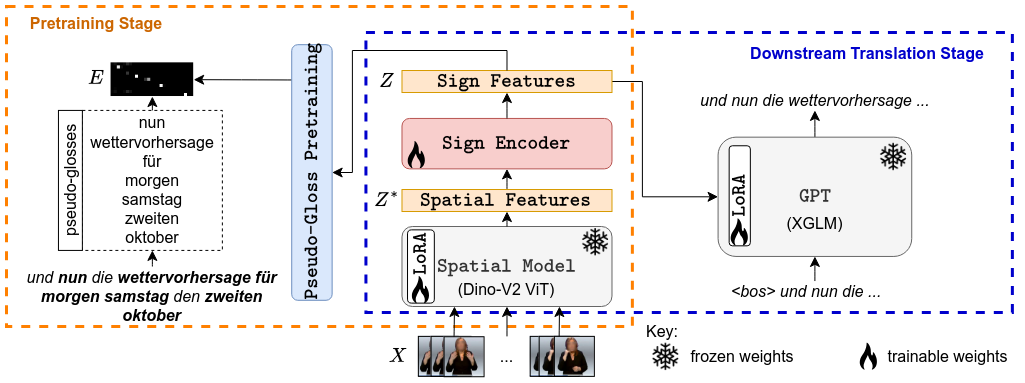 Pretraining Stage
Downstream Translation Stage
E
pseudo-glosses
nun
wettervorhersage
für
morgen
samstag
zweiten
oktober
und nun die wettervorhersage für
morgen samstag den zweiten
oktober
Pseudo-Gloss Pretraining
Z
Sign Features
Sign Encoder
Z*
Spatial Features
LoRA
Spatial Model
(Dino-V2 ViT)
X
...
und nun die wettervorhersage ...
LoRA
GPT
(XGLM)
<bos> und nun die ...
Key:
frozen weights
trainable weights